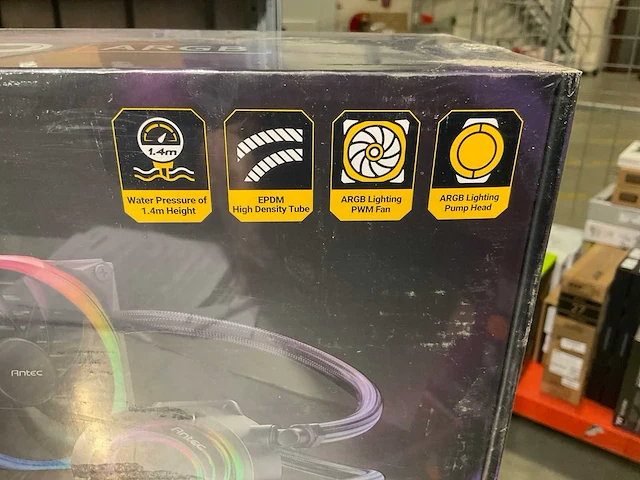 ARGB
1.4m
Water Pressure of
1.4m Height
EPDM
High Density Tube
ARGB Lighting
PWM Fan
ARGB Lighting
Pump Head
Antec
Antec